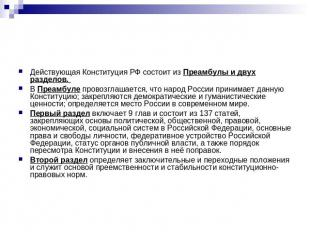 Действующая Конституция РФ состоит из Преамбулы и двух
разделов.
В Преамбуле провозглашается, что народ России принимает данную
Конституцию; закрепляются демократические и гуманистические
ценности; определяется место России в современном мире.
Первый раздел включает 9 глав и состоит из 137 статей,
закрепляющих основы политической, общественной, правовой,
экономической, социальной систем в Российской Федерации, основные
права и свободы личности, федеративное устройство Российской
Федерации, статус органов публичной власти, а также порядок
пересмотра Конституции и внесения в неё поправок.
Второй раздел определяет заключительные и переходные положения
и служит основой преемственности и стабильности конституционно-
правовых норм.